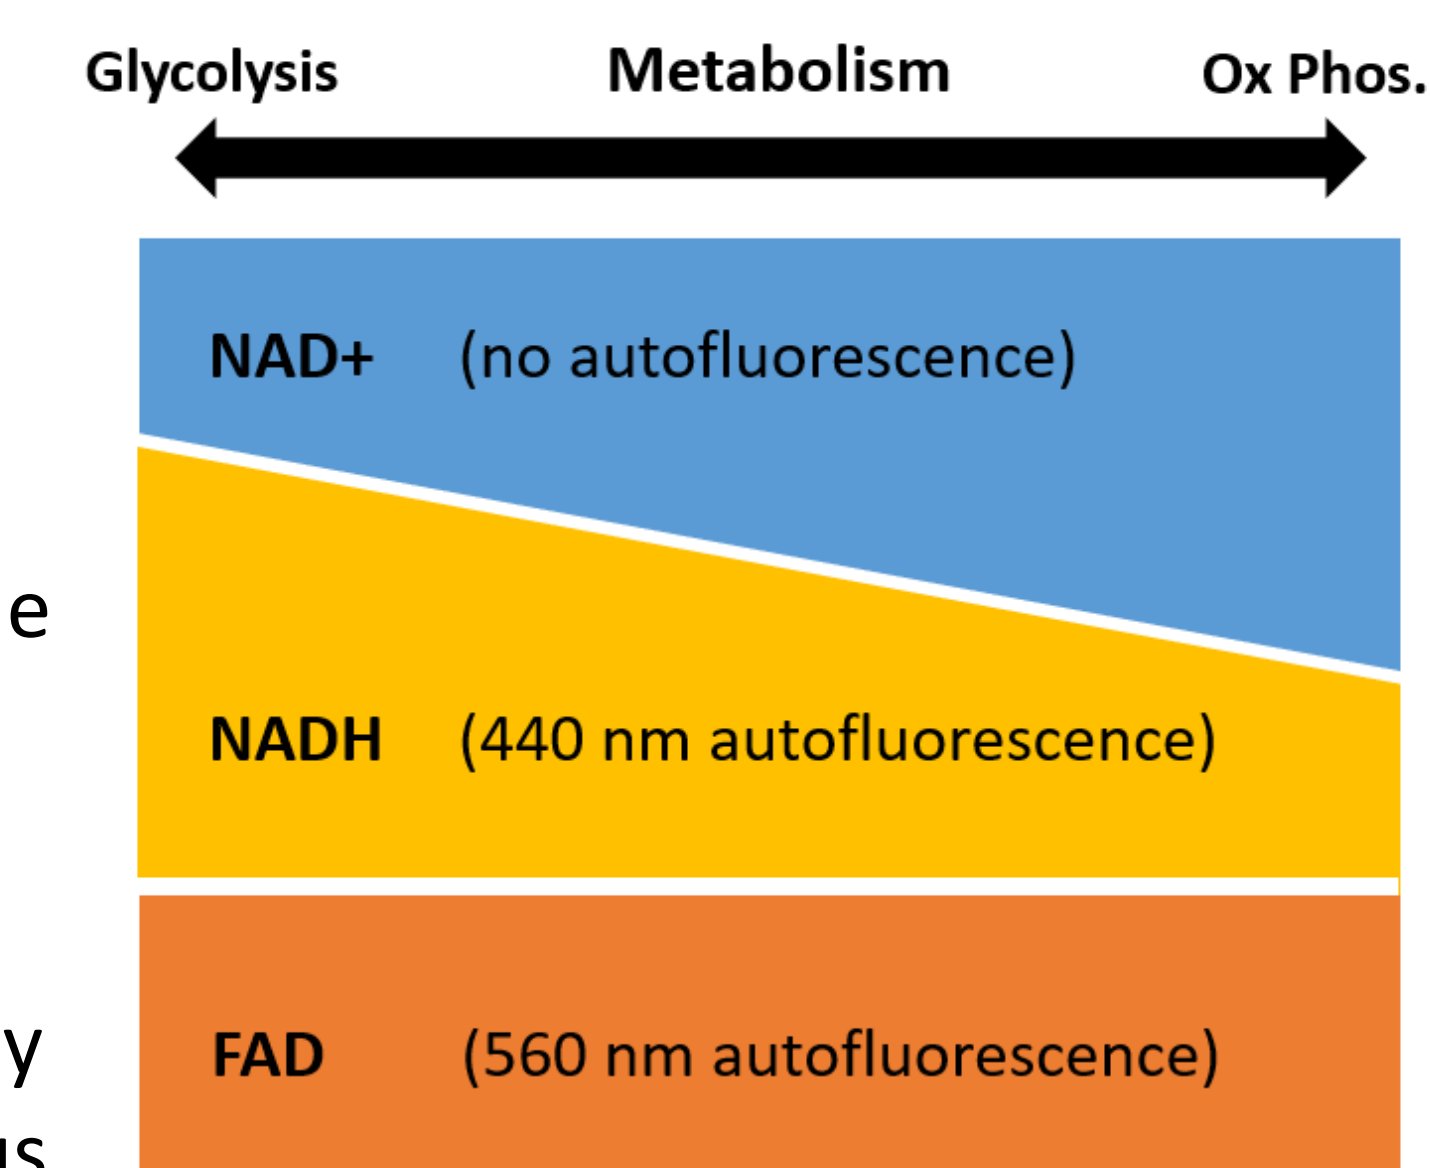 Glycolysis Metabolism Ox Phos.
NAD+ (no autofluorescence)
e
NADH (440 nm autofluorescence)
y
FAD (560 nm autofluorescence)